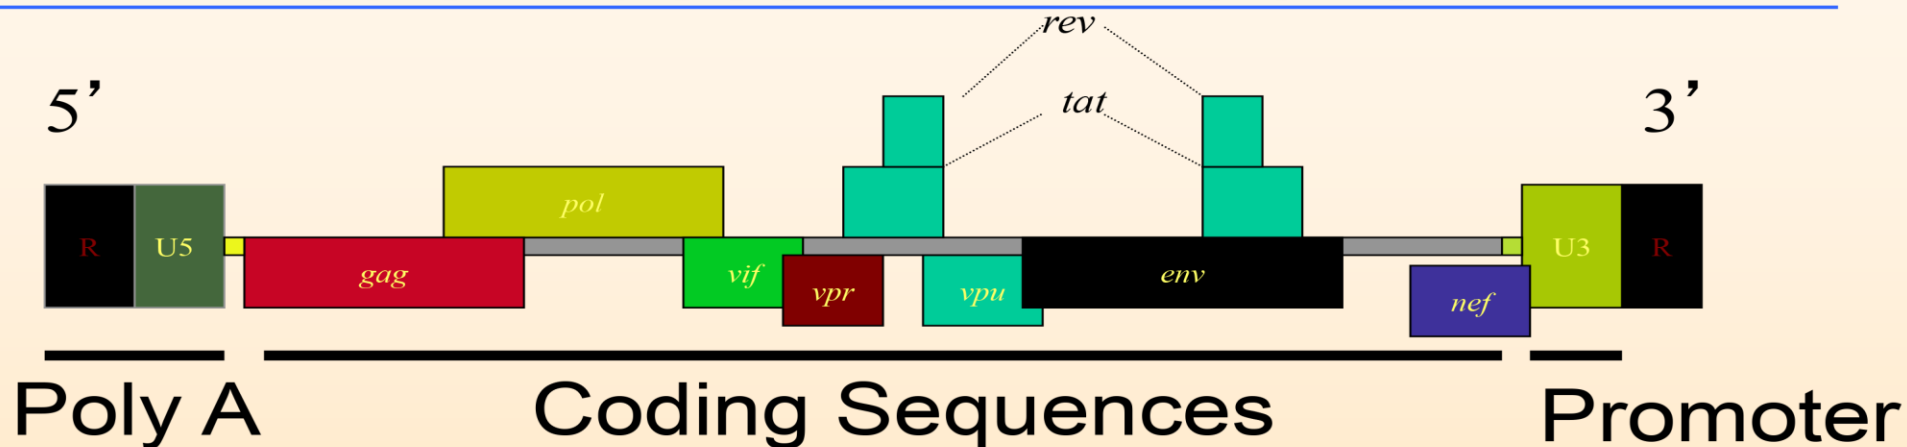 rev
5’
tat
3’
pol
R
U5
gag
vif
vpr
vpu
env
nef
U3
R
Poly A
Coding Sequences
Promoter